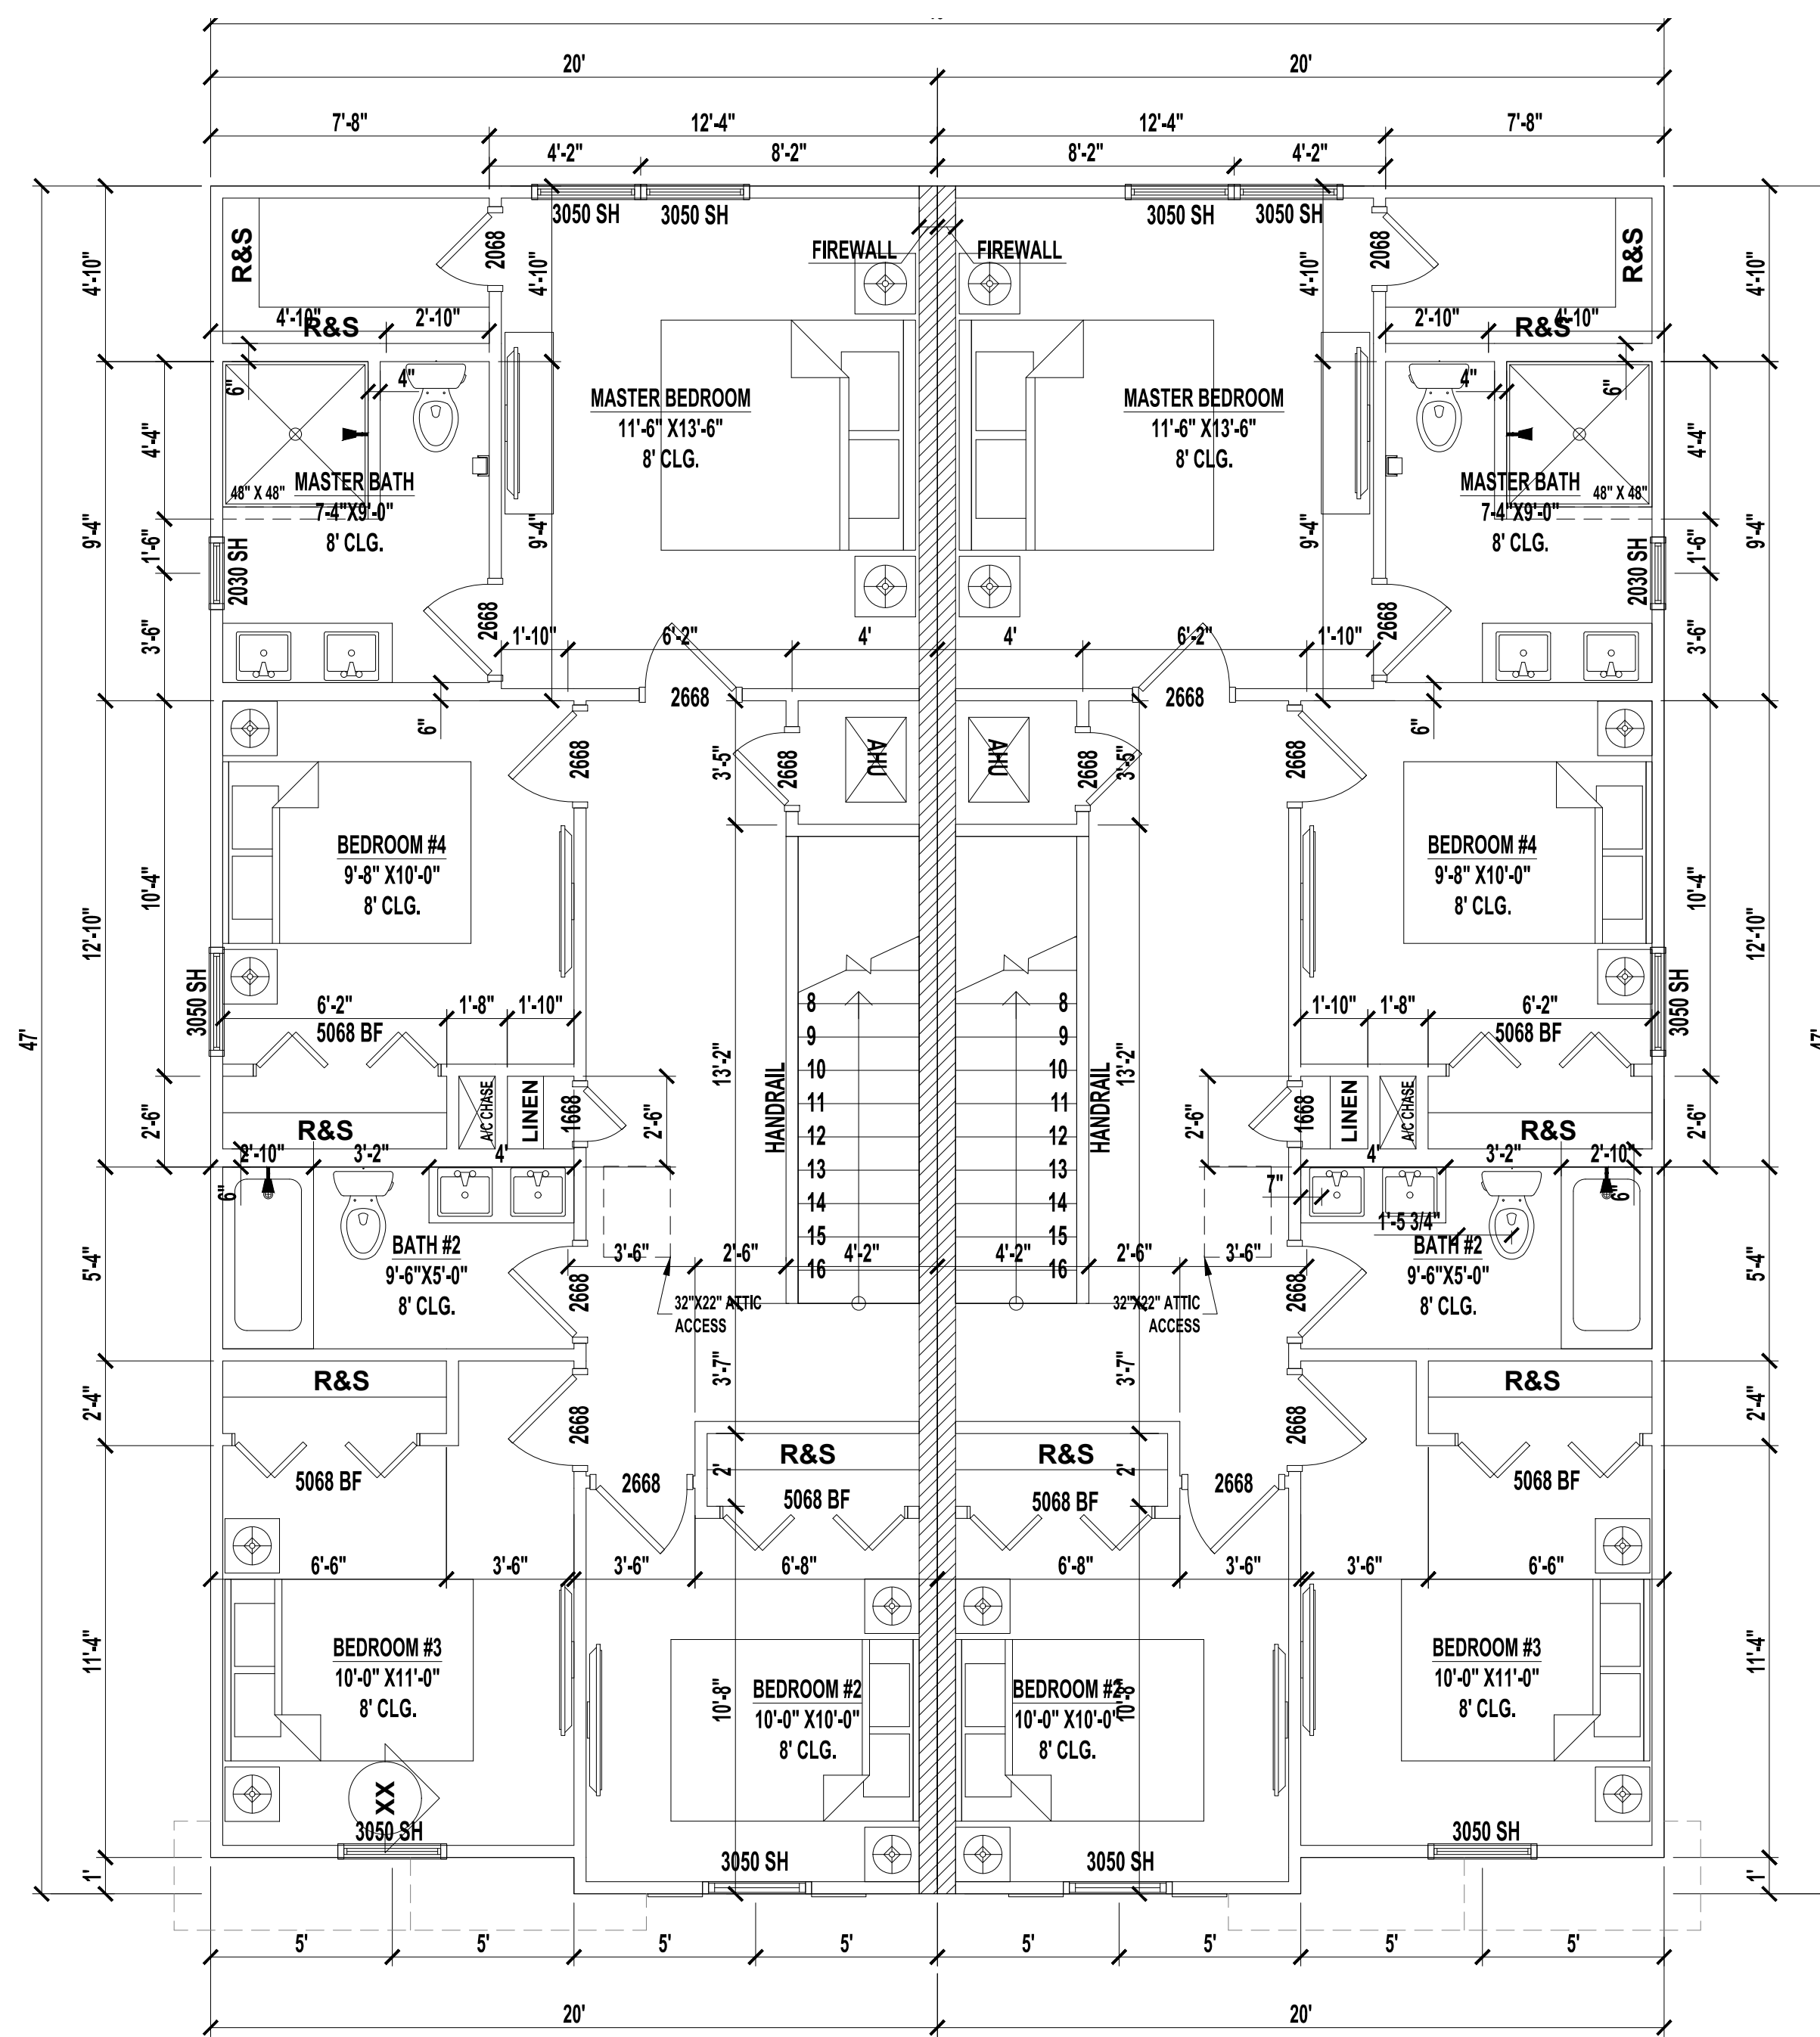 20' 20'
7'-8" 12'-4" 12'-4" 7'-8"
4'-2" 8'-2" 8'-2" 4'-2"
3050 SH 3050 SH 3050 SH 3050 SH
R&S 2068 FIREWALL FIREWALL 2068 R&S
4'-10" 4'-10" 4'-10" 4'-10"
4'-10" 2'-10" 2'-10" 4'-10"
R&S R&S
6" 4" 4" 6"
MASTER BEDROOM MASTER BEDROOM
11'-6" X13'-6" 11'-6" X13'-6"
8' CLG. 8' CLG.
4'-4" 4'-4"
48" X 48" MASTER BATH MASTER BATH 48" X 48"
7-4"X9'-0" 7-4"X9'-0"
8' CLG. 8' CLG.
9'-4" 1'-6" 9'-4" 9'-4" 1'-6" 9'-4"
2030 SH 2030 SH
3'-6" 2668 1'-10" 6'-2" 4' 4' 6'-2" 1'-10" 2668 3'-6"
2668 2668
6" 6"
2668 3'-5" 2668 AHU AHU 2668 3'-5" 2668
BEDROOM #4 BEDROOM #4
9'-8" X10'-0" 9'-8" X10'-0"
8' CLG. 8' CLG.
12'-10" 10'-4" 10'-4" 12'-10"
3050 SH 3050 SH
6'-2" 1'-8" 1'-10" 1'-10" 1'-8" 6'-2"
5068 BF 5068 BF
47' 47'
8 8
9 9
10 10
11 11
12 12
13 13
14 14
15 15
16 16
13'-2" HANDRAIL HANDRAIL 13'-2"
2'-6" A/C CHASE LINEN 1668 2'-6" 2'-6" 1668 LINEN A/C CHASE 2'-6"
R&S R&S
2'-10" 3'-2" 4' 4' 3'-2" 2'-10"
6" 7" 6"
1'-5 3/4"
BATH #2 BATH #2
9'-6"X5'-0" 9'-6"X5'-0"
8' CLG. 8' CLG.
5'-4" 2668 3'-6" 2'-6" 4'-2" 4'-2" 2'-6" 3'-6" 2668 5'-4"
32"X22" ATTIC 32"X22" ATTIC
ACCESS ACCESS
3'-7" 3'-7"
R&S R&S
2'-4" 2668 2668 2'-4"
5068 BF 2668 2' R&S R&S 2' 2668 5068 BF
5068 BF 5068 BF
6'-6" 3'-6" 3'-6" 6'-8" 6'-8" 3'-6" 3'-6" 6'-6"
BEDROOM #3 BEDROOM #3
10'-0" X11'-0" 10'-0" X11'-0"
8' CLG. 8' CLG.
11'-4" 11'-4"
BEDROOM #2 BEDROOM #2
10'-0" X10'-0" 10'-0" X10'-0"
8' CLG. 8' CLG.
10'-8" 10'-8"
XX
3050 SH 3050 SH
3050 SH 3050 SH
1' 1'
5' 5' 5' 5' 5' 5' 5' 5'
20' 20'